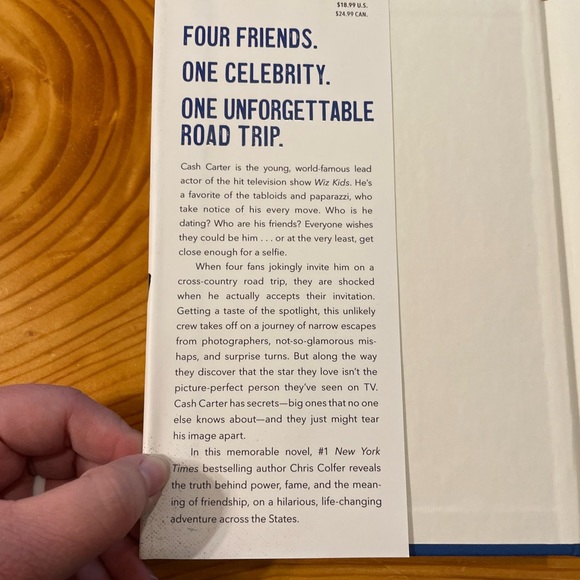 $18.99 U.S.
$24.99 CAN.
FOUR FRIENDS.
ONE CELEBRITY.
ONE UNFORGETTABLE
ROAD TRIP.
Cash Carter is the young, world-famous lead
actor of the hit television show Wiz Kids. He's
a favorite of the tabloids and paparazzi, who
take notice of his every move. Who is he
dating? Who are his friends? Everyone wishes
they could be him . . . or at the very least, get
close enough for a selfie.
When four fans jokingly invite him on a
cross-country road trip, they are shocked
when he actually accepts their invitation.
Getting a taste of the spotlight, this unlikely
crew takes off on a journey of narrow escapes
from photographers, not-so-glamorous mis-
haps, and surprise turns. But along the way
they discover that the star they love isn't the
picture-perfect person they've seen on TV.
Cash Carter has secrets—big ones that no one
else knows about—and they just might tear
his image apart.
In this memorable novel, #1 New York
Times bestselling author Chris Colfer reveals
the truth behind power, fame, and the mean-
ing of friendship, on a hilarious, life-changing
adventure across the States.